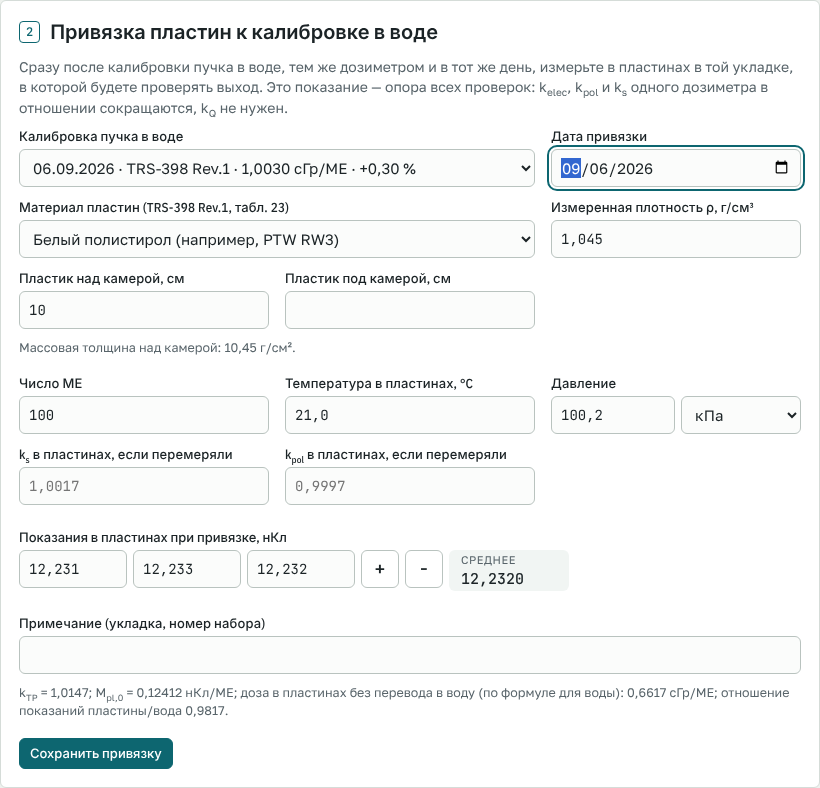 2 Привязка пластин к калибровке в воде
Сразу после калибровки пучка в воде, тем же дозиметром и в тот же день, измерьте в пластинах в той укладке,
в которой будете проверять выход. Это показание — опора всех проверок: kelec, kpol и ks одного дозиметра в
отношении сокращаются, kQ не нужен.
Калибровка пучка в воде
Дата привязки
06.09.2026 · TRS-398 Rev.1 · 1,0030 сГр/МЕ · +0,30 %
09/06/2026
Материал пластин (TRS-398 Rev.1, табл. 23)
Измеренная плотность ρ, г/см³
Белый полистирол (например, PTW RW3)
1,045
Пластик над камерой, см
Пластик под камерой, см
10
Массовая толщина над камерой: 10,45 г/см².
Число МЕ
Температура в пластинах, °C
Давление
100
21,0
100,2
кПа
ks в пластинах, если перемеряли
kpol в пластинах, если перемеряли
1,0017
0,9997
Показания в пластинах при привязке, нКл
12,231
12,233
12,232
+
-
СРЕДНЕЕ
12,2320
Примечание (укладка, номер набора)
kTP = 1,0147; Mpl,0 = 0,12412 нКл/МЕ; доза в пластинах без перевода в воду (по формуле для воды): 0,6617 сГр/МЕ; отношение
показаний пластины/вода 0,9817.
Сохранить привязку